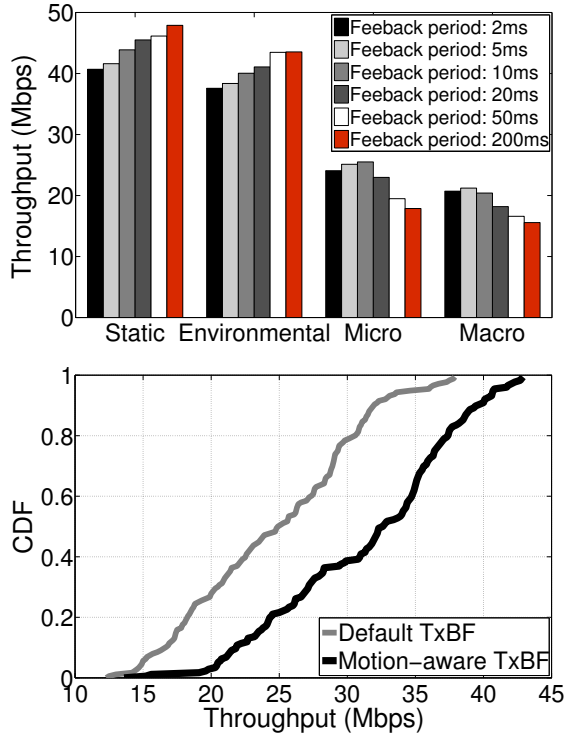 Throughput (Mbps)
50
40
30
20
10
0
Feeback period: 2ms
Feeback period: 5ms
Feeback period: 10ms
Feeback period: 20ms
Feeback period: 50ms
Feeback period: 200ms
Static Environmental Micro Macro
CDF
1
0.8
0.6
0.4
0.2
0
Default TxBF
Motion-aware TxBF
10 15 20 25 30 35 40 45
Throughput (Mbps)